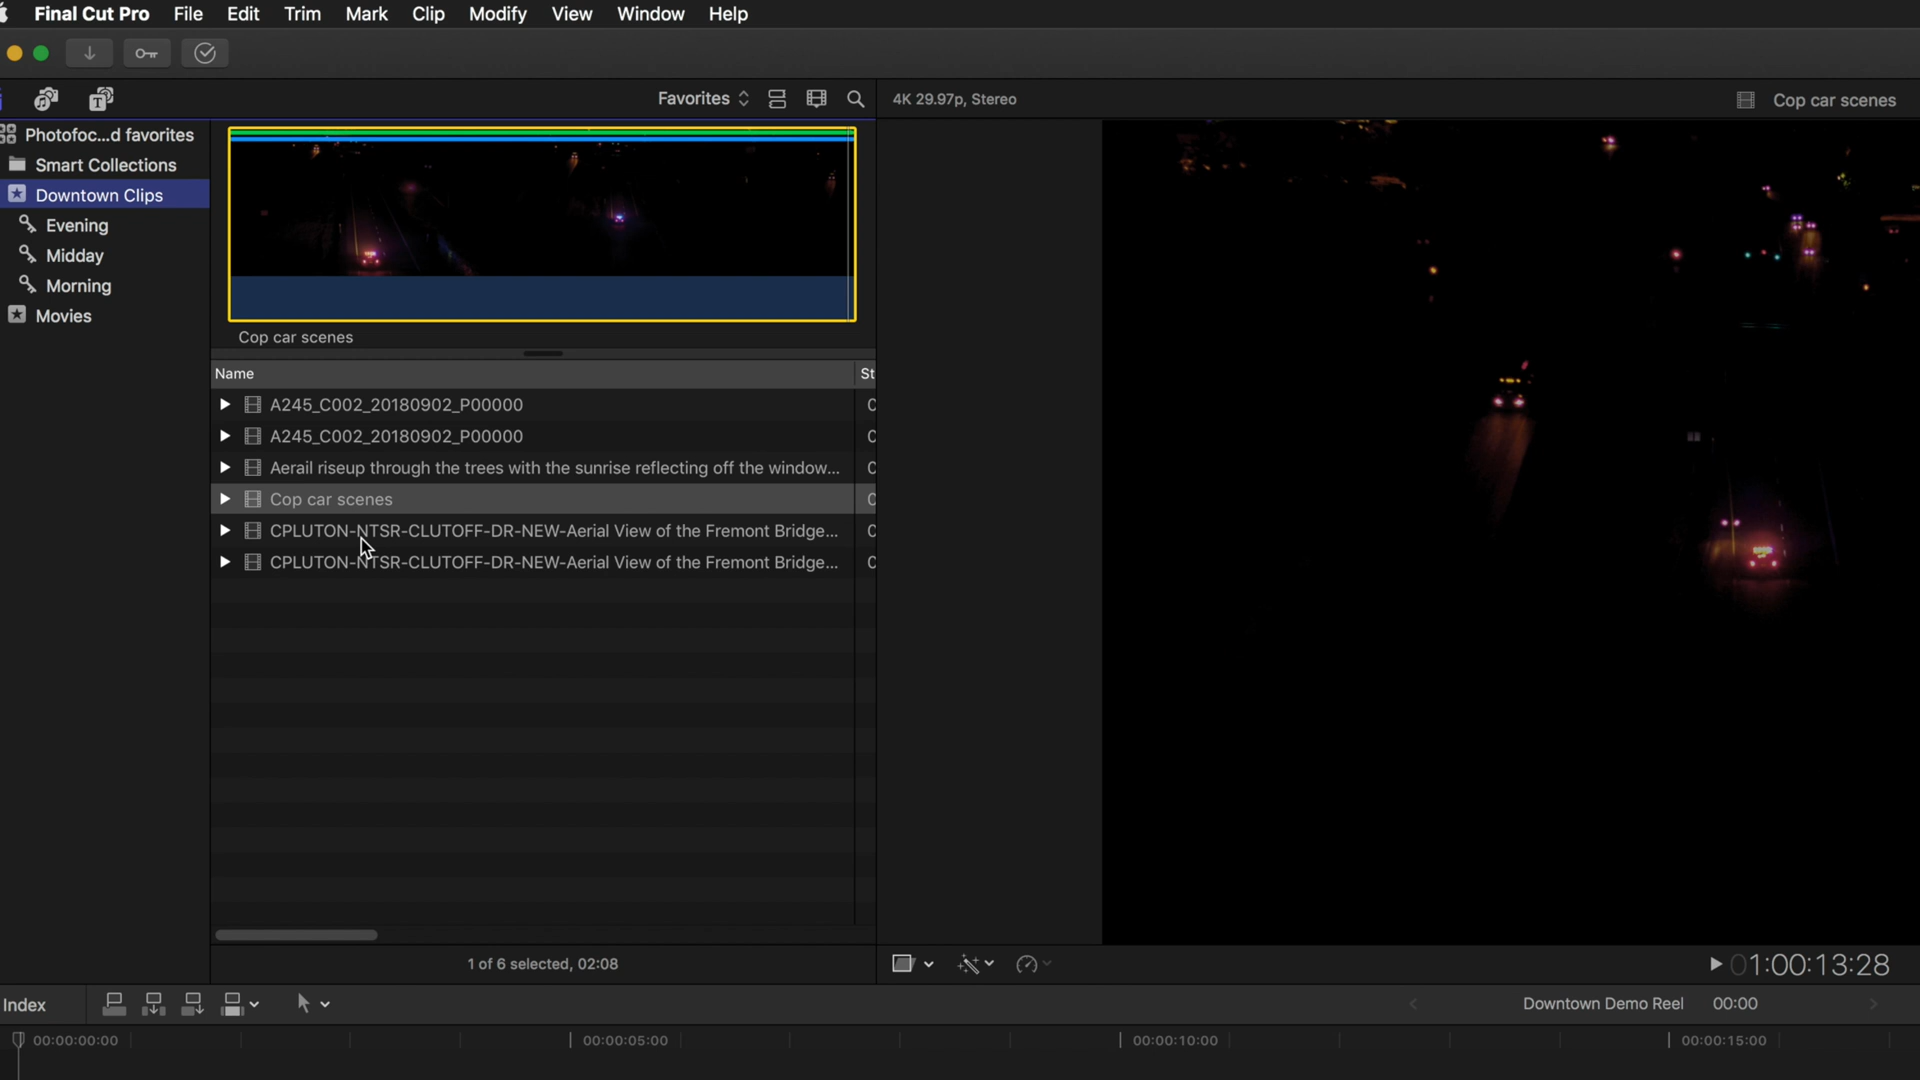 Final Cut Pro File Edit Trim Mark Clip Modify View Window Help
Favorites
4K 29.97p, Stereo
Cop car scenes
Photofoc...d favorites
Smart Collections
Downtown Clips
Evening
Midday
Morning
Movies
Cop car scenes
Name
A245_C002_20180902_P00000
A245_C002_20180902_P00000
Aerail riseup through the trees with the sunrise reflecting off the window...
Cop car scenes
CPLUTON-NTSR-CLUTOFF-DR-NEW-Aerial View of the Fremont Bridge...
CPLUTON-NTSR-CLUTOFF-DR-NEW-Aerial View of the Fremont Bridge...
1 of 6 selected, 02:08
01:00:13:28
Index
Downtown Demo Reel 00:00
00:00:00:00 00:00:05:00 00:00:10:00 00:00:15:00